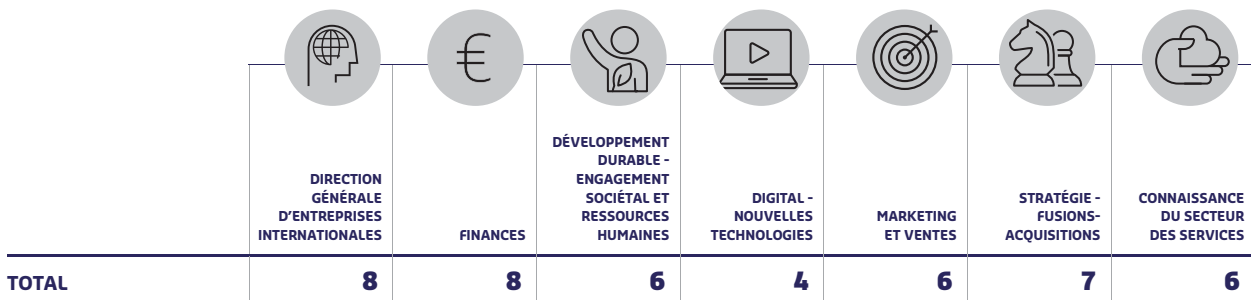 DIRECTION
GÉNÉRALE
D'ENTREPRISES
INTERNATIONALES
FINANCES
DÉVELOPPEMENT
DURABLE -
ENGAGEMENT
SOCIÉTAL ET
RESSOURCES
HUMAINES
DIGITAL -
NOUVELLES
TECHNOLOGIES
MARKETING
ET VENTES
STRATÉGIE -
FUSIONS-
ACQUISITIONS
CONNAISSANCE
DU SECTEUR
DES SERVICES
TOTAL 8 8 6 4 6 7 6